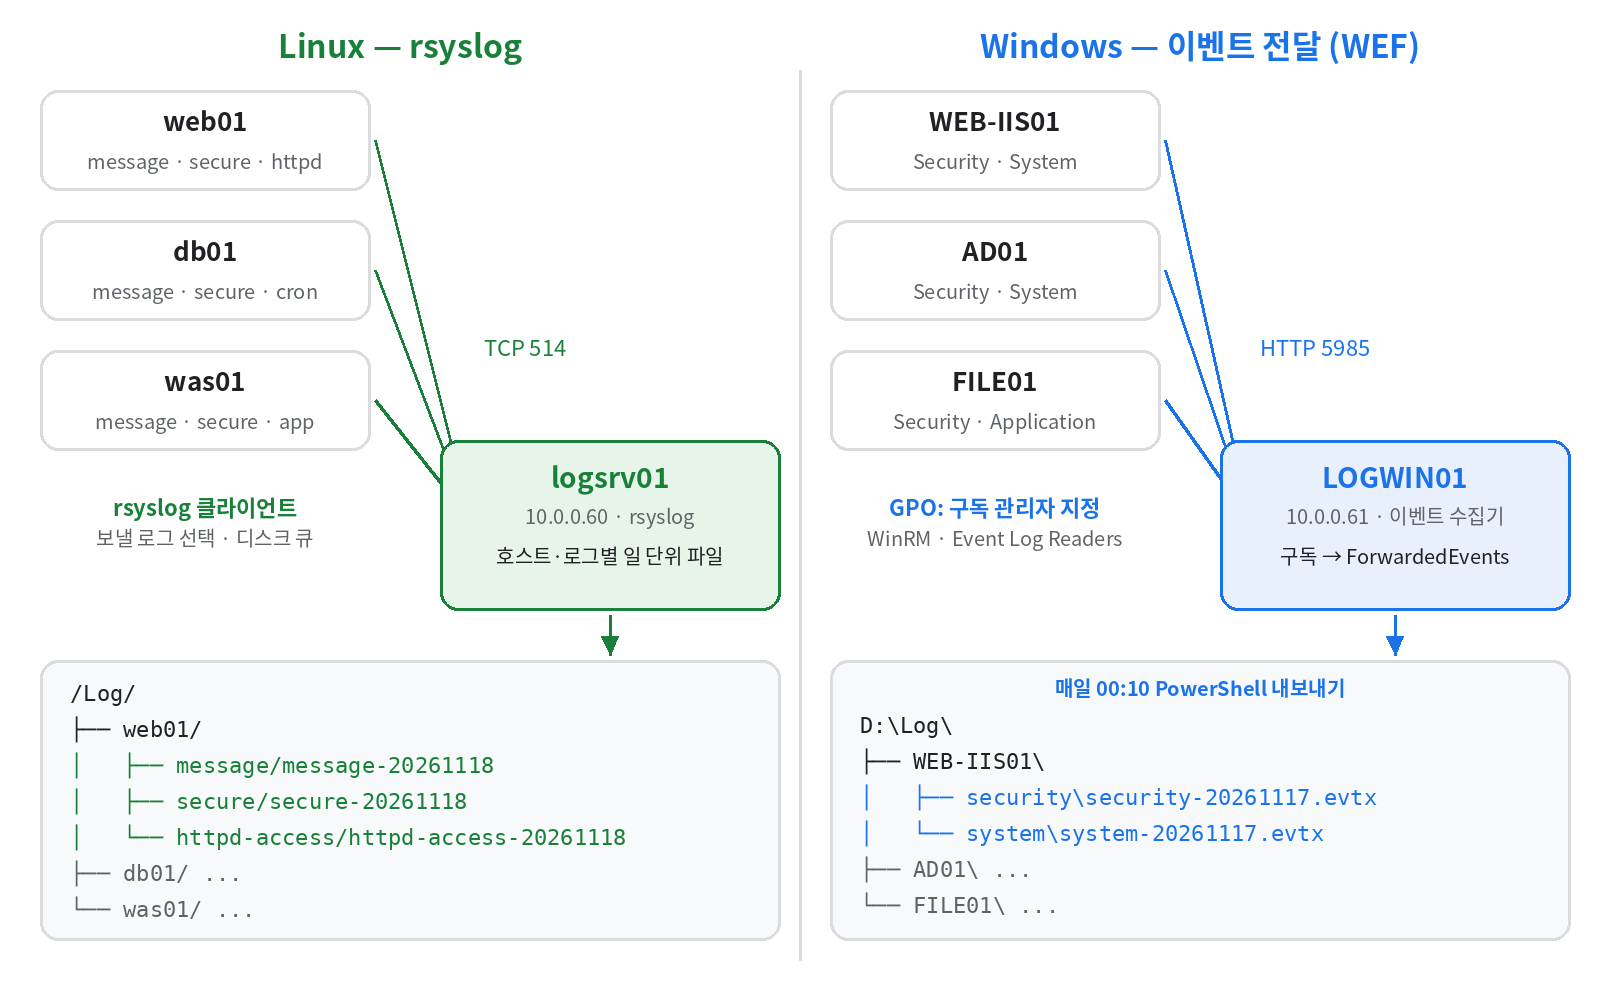 Linux — rsyslog
web01
message · secure · httpd
db01
message · secure · cron
TCP 514
was01
message · secure · app
rsyslog 클라이언트
보낼 로그 선택 · 디스크 큐
logsrv01
10.0.0.60 · rsyslog
호스트·로그별 일 단위 파일
/Log/
├── web01/
│   ├── message/message-20261118
│   ├── secure/secure-20261118
│   └── httpd-access/httpd-access-20261118
├── db01/ ...
└── was01/ ...
Windows — 이벤트 전달 (WEF)
WEB-IIS01
Security · System
AD01
Security · System
HTTP 5985
FILE01
Security · Application
GPO: 구독 관리자 지정
WinRM · Event Log Readers
LOGWIN01
10.0.0.61 · 이벤트 수집기
구독 → ForwardedEvents
매일 00:10 PowerShell 내보내기
D:\Log\
├── WEB-IIS01\
│   ├── security\security-20261117.evtx
│   └── system\system-20261117.evtx
├── AD01\ ...
└── FILE01\ ...